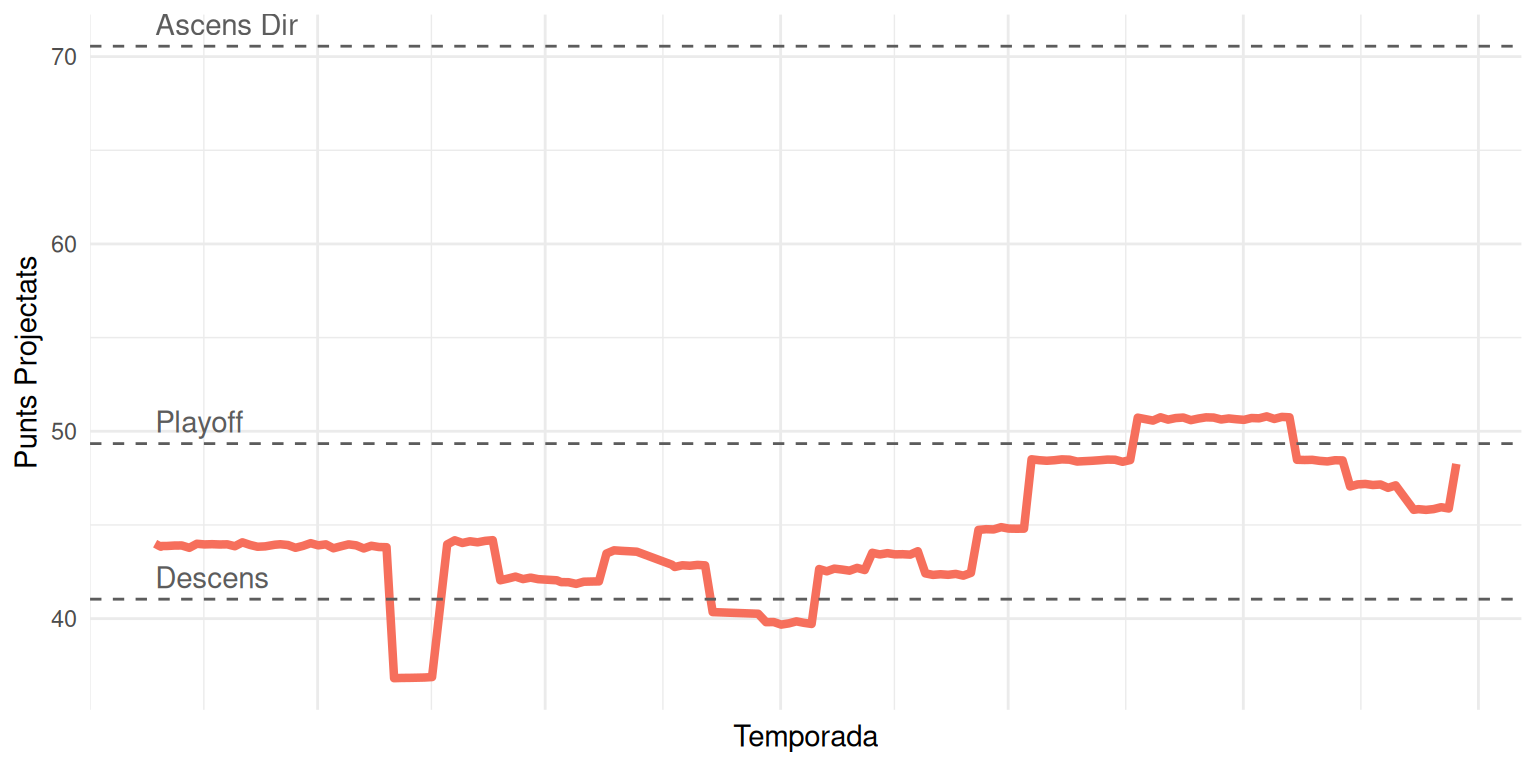 Ascens Dir
70
60
Punts Projectats
Playoff
50
Descens
40
Temporada